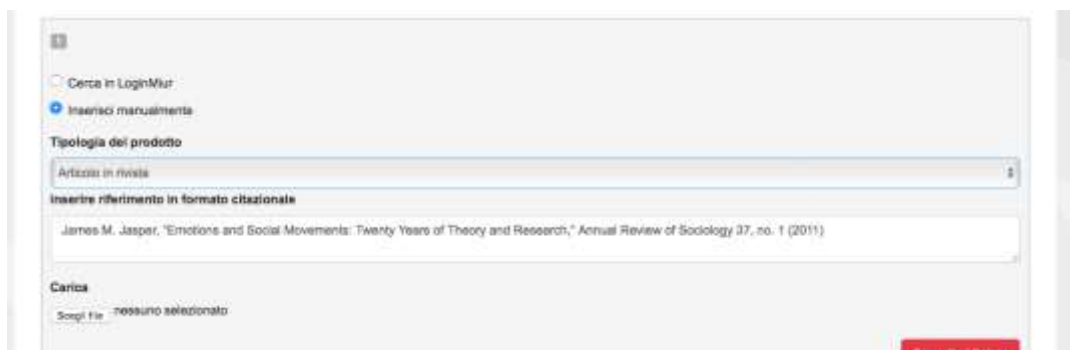 1
Cerca in LoginMiur
Inserisci manualmente
Tipologia del prodotto
Articolo in rivista
Inserire riferimento in formato citazionale
James M. Jasper, "Emotions and Social Movements: Twenty Years of Theory and Research," Annual Review of Sociology 37, no. 1 (2011)
Carica
Scegli file nessuno selezionato